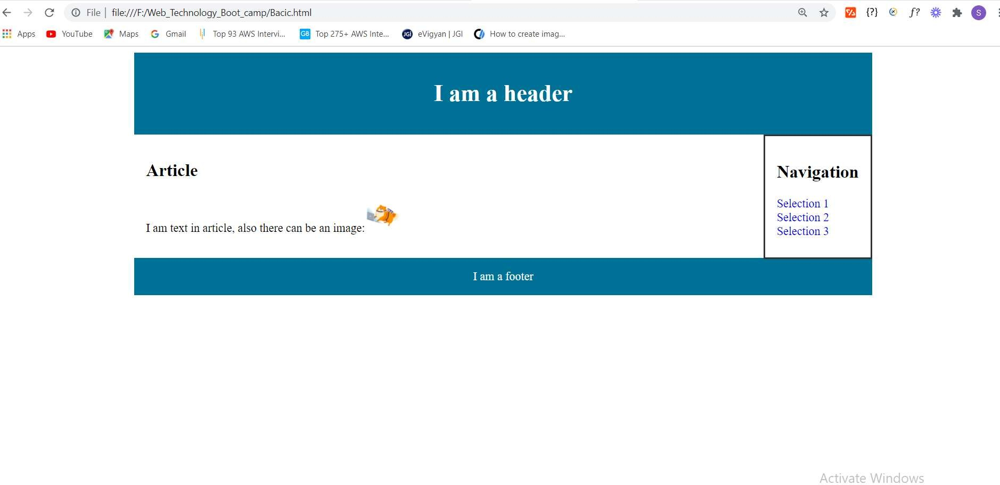 File | file:///F:/Web_Technology_Boot_camp/Bacic.html
{?} f? S
Apps YouTube Maps Gmail Top 93 AWS Intervi... GB Top 275+ AWS Inte... JGI eVigyan | JGI How to create imag...
I am a header
Article
I am text in article, also there can be an image:
Navigation
Selection 1
Selection 2
Selection 3
I am a footer
Activate Windows